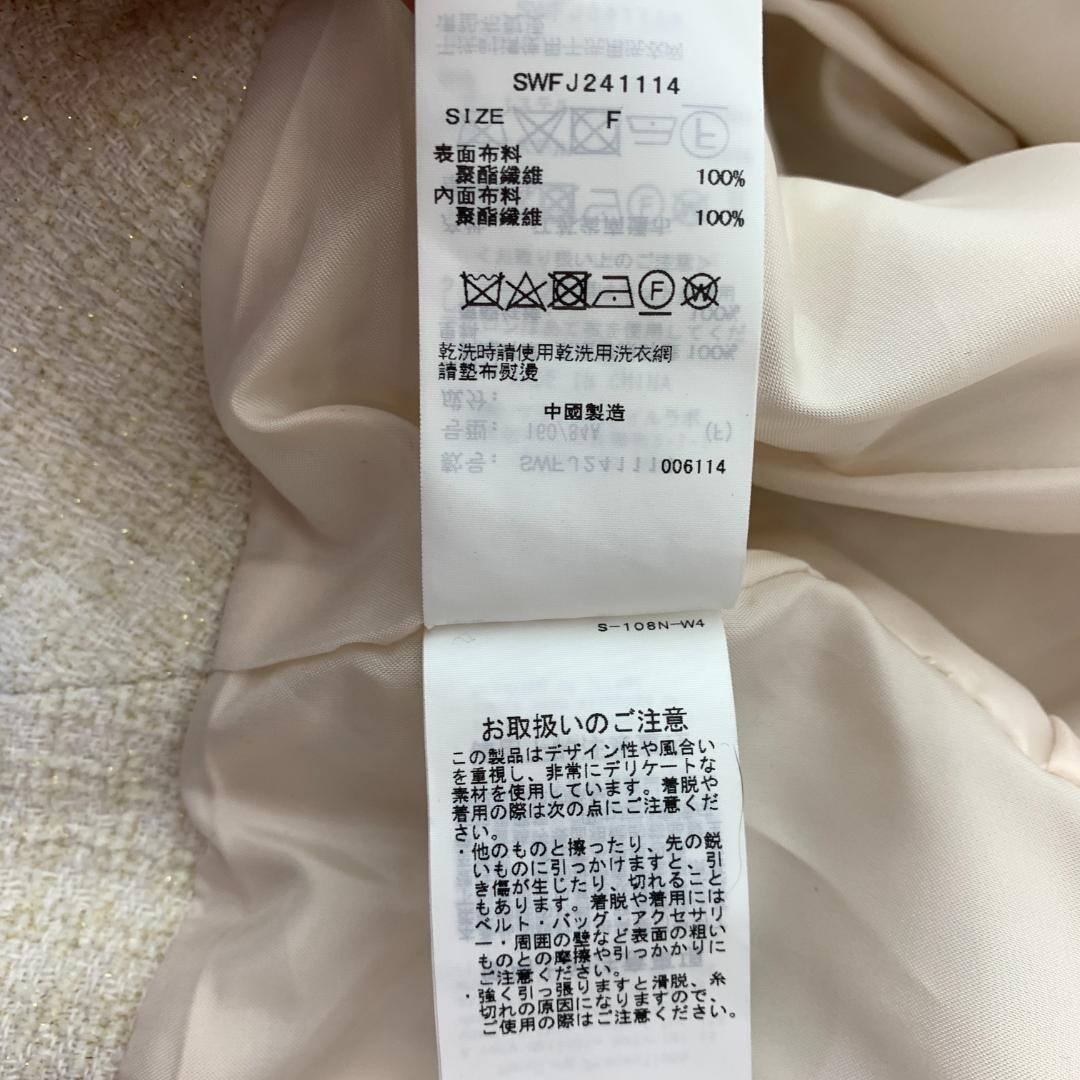 SWFJ241114
SIZE F
表面布料
聚酯纖維 100%
內面布料
聚酯纖維 100%
F W
乾洗時請使用乾洗用洗衣網
請墊布熨燙
中國製造
006114
S-108N-W4
お取扱いのご注意
この製品はデザイン性や風合い
を重視し、非常にデリケートな
素材を使用しています。着脱や
着用の際は次の点にご注意くだ
さい。
・他のものと擦ったり、先の鋭
いものに引っかけますと、引
き傷が生じたり、切れること
もあります。着脱や着用には
ベルト・バッグ・アクセサリ
ー・周囲の壁など表面の粗い
ものとの摩擦や引っかかりに
ご注意ください。
・強く引っ張りますと滑脱、糸
切れの原因になりますので、
ご使用の際はご注意ください。